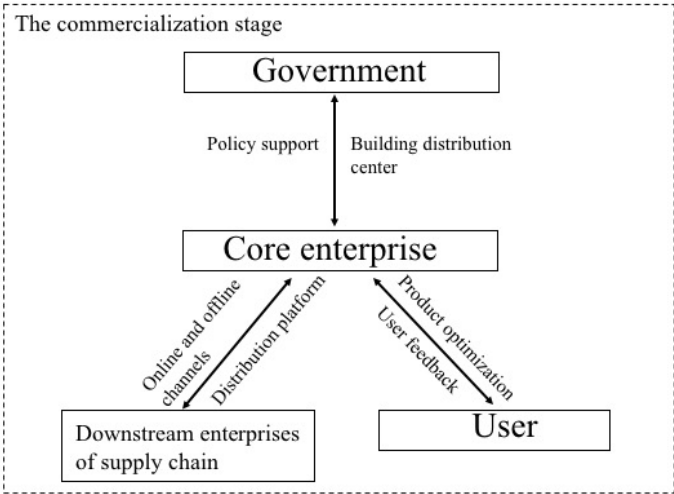 The commercialization stage
Government
Policy support
Building distribution
center
Core enterprise
Online and offline
channels
Distribution platform
Product optimization
User feedback
Downstream enterprises
of supply chain
User